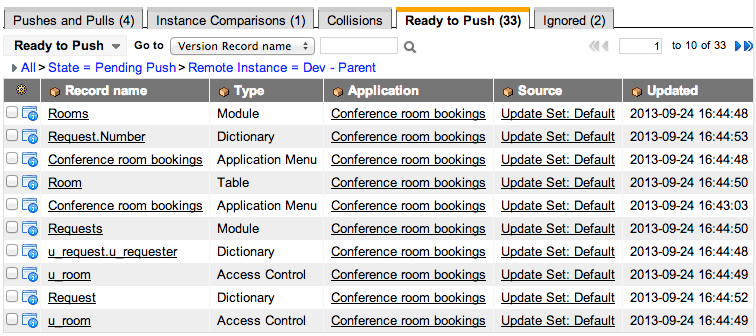 Pushes and Pulls (4) Instance Comparisons (1) Collisions Ready to Push (33) Ignored (2)
Ready to Push Go to Version Record name 1 to 10 of 33
All > State = Pending Push > Remote Instance = Dev - Parent
Record name Type Application Source Updated
Rooms Module Conference room bookings Update Set: Default 2013-09-24 16:44:48
Request.Number Dictionary Conference room bookings Update Set: Default 2013-09-24 16:44:53
Conference room bookings Application Menu Conference room bookings Update Set: Default 2013-09-24 16:44:48
Room Table Conference room bookings Update Set: Default 2013-09-24 16:44:50
Conference room bookings Application Menu Conference room bookings Update Set: Default 2013-09-24 16:43:03
Requests Module Conference room bookings Update Set: Default 2013-09-24 16:44:50
u_request.u_requester Dictionary Conference room bookings Update Set: Default 2013-09-24 16:44:48
u_room Access Control Conference room bookings Update Set: Default 2013-09-24 16:44:49
Request Dictionary Conference room bookings Update Set: Default 2013-09-24 16:44:52
u_room Access Control Conference room bookings Update Set: Default 2013-09-24 16:44:49